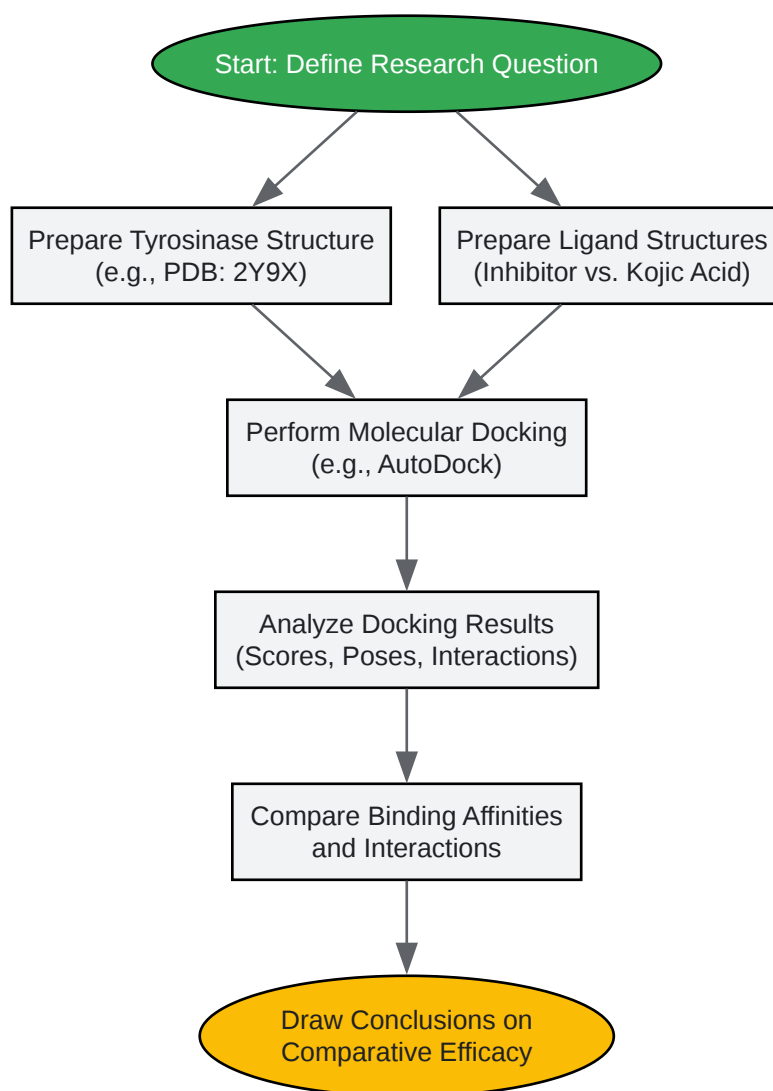 Start: Define Research Question
Prepare Tyrosinase Structure
(e.g., PDB: 2Y9X)
Prepare Ligand Structures
(Inhibitor vs. Kojic Acid)
Perform Molecular Docking
(e.g., AutoDock)
Analyze Docking Results
(Scores, Poses, Interactions)
Compare Binding Affinities
and Interactions
Draw Conclusions on
Comparative Efficacy